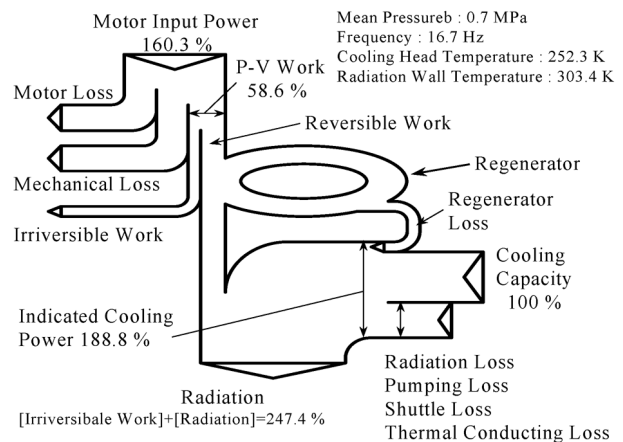 Motor Input Power
160.3 %
Mean Pressureb : 0.7 MPa
Frequency : 16.7 Hz
Cooling Head Temperature : 252.3 K
Radiation Wall Temperature : 303.4 K
P-V Work
58.6 %
Motor Loss
Reversible Work
Regenerator
Mechanical Loss
Regenerator
Loss
Irriversible Work
Cooling
Capacity
100 %
Indicated Cooling
Power 188.8 %
Radiation Loss
Pumping Loss
Shuttle Loss
Thermal Conducting Loss
Radiation
[Irriversibale Work]+[Radiation]=247.4 %